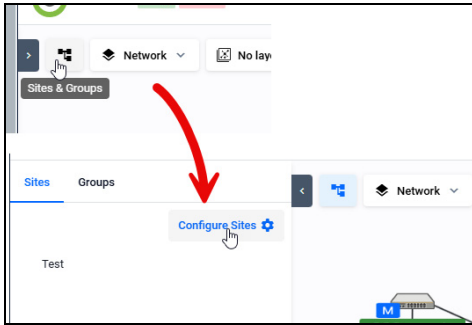 Network
No lay
Sites & Groups
Sites Groups
Network
Configure Sites
Test
M